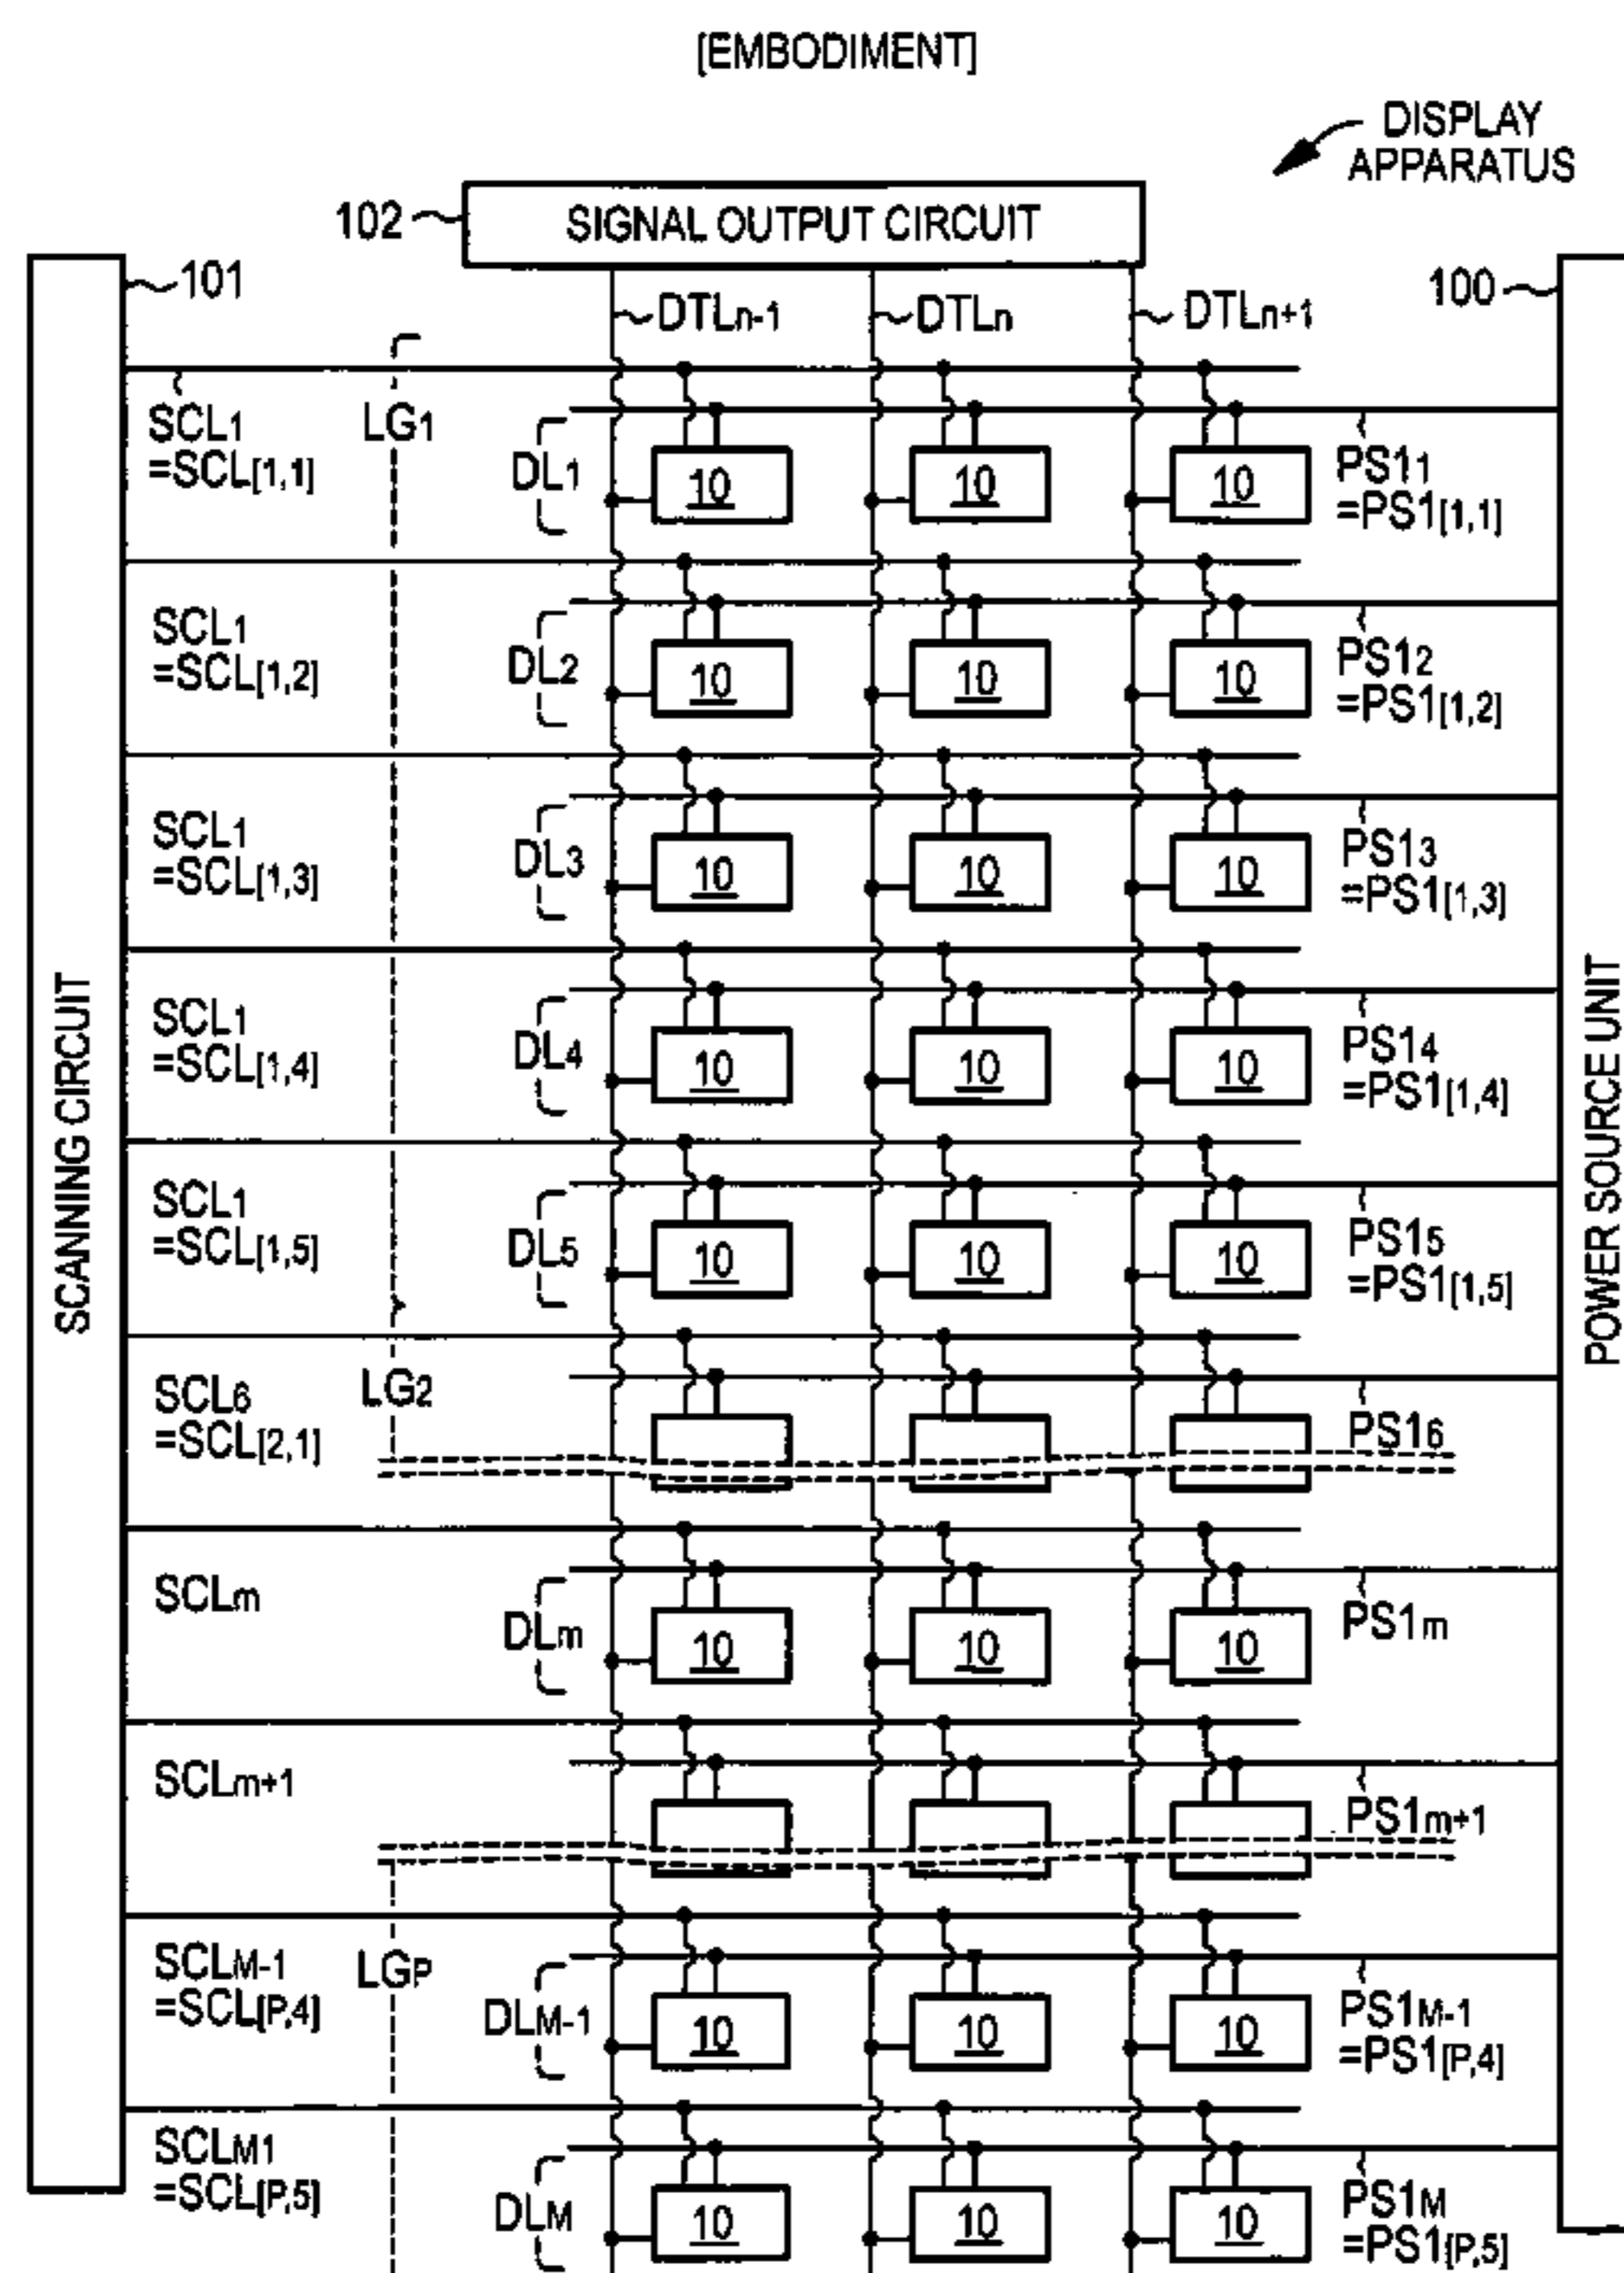 [EMBODIMENT]
DISPLAY
APPARATUS
102
SIGNAL OUTPUT CIRCUIT
101
100
DTLn-1
DTLn
DTLn+1
SCANNING CIRCUIT
POWER SOURCE UNIT
SCL1
=SCL[1,1]
LG1
DL1
10
10
10
PS11
=PS1[1,1]
SCL1
=SCL[1,2]
DL2
10
10
10
PS12
=PS1[1,2]
SCL1
=SCL[1,3]
DL3
10
10
10
PS13
=PS1[1,3]
SCL1
=SCL[1,4]
DL4
10
10
10
PS14
=PS1[1,4]
SCL1
=SCL[1,5]
DL5
10
10
10
PS15
=PS1[1,5]
SCL6
=SCL[2,1]
LG2
PS16
SCLm
DLm
10
10
10
PS1m
SCLm+1
PS1m+1
SCLM-1
=SCL[P,4]
LGP
DLM-1
10
10
10
PS1M-1
=PS1[P,4]
SCLM1
=SCL[P,5]
DLM
10
10
10
PS1M
=PS1[P,5]